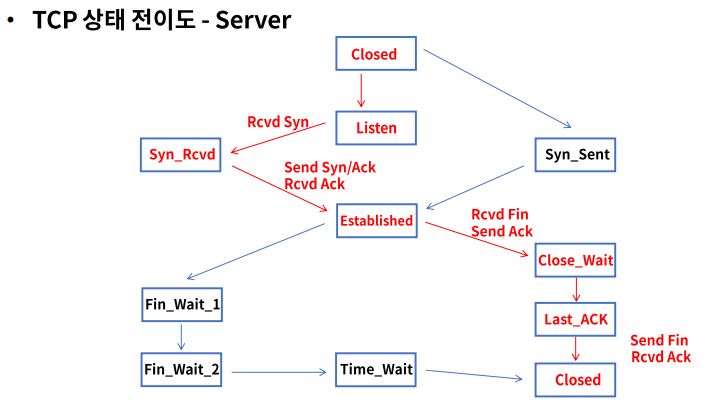 • TCP 상태 전이도 - Server
Closed
Rcvd Syn
Listen
Syn_Rcvd
Syn_Sent
Send Syn/Ack
Rcvd Ack
Established
Rcvd Fin
Send Ack
Close_Wait
Fin_Wait_1
Last_ACK
Send Fin
Rcvd Ack
Fin_Wait_2
Time_Wait
Closed